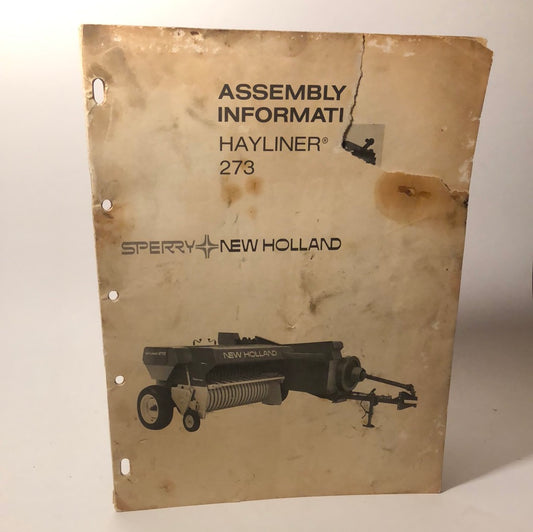 ASSEMBLY
INFORMATI
HAYLINER®
273
SPERRY NEW HOLLAND
NEW HOLLAND